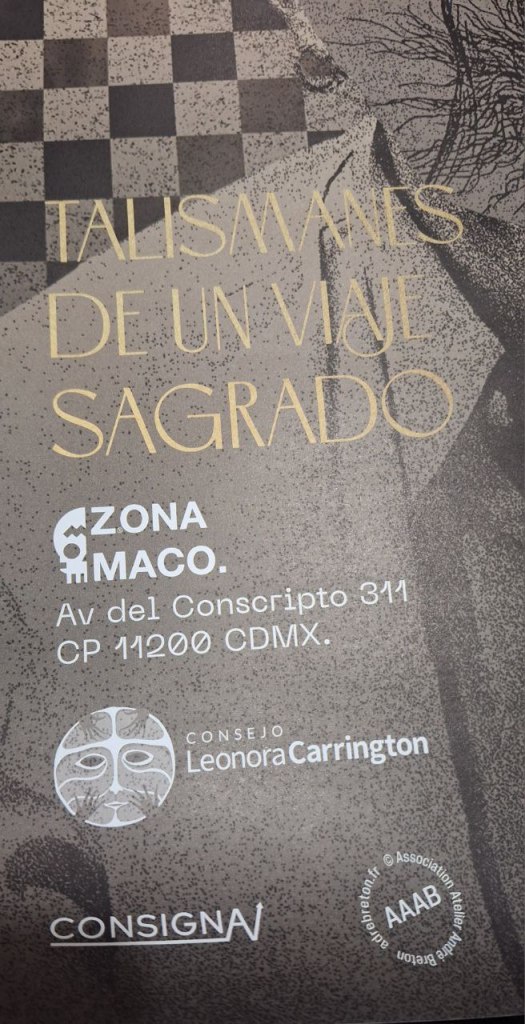 TALISMANES
DE UN VIAJE
SAGRADO
ZONA
MACO.
Av del Conscripto 311
CP 11200 CDMX.
CONSEJO
LeonoraCarrington
CONSIGNA
© Association Atelier André Breton
adrebreton.fr
AAAB